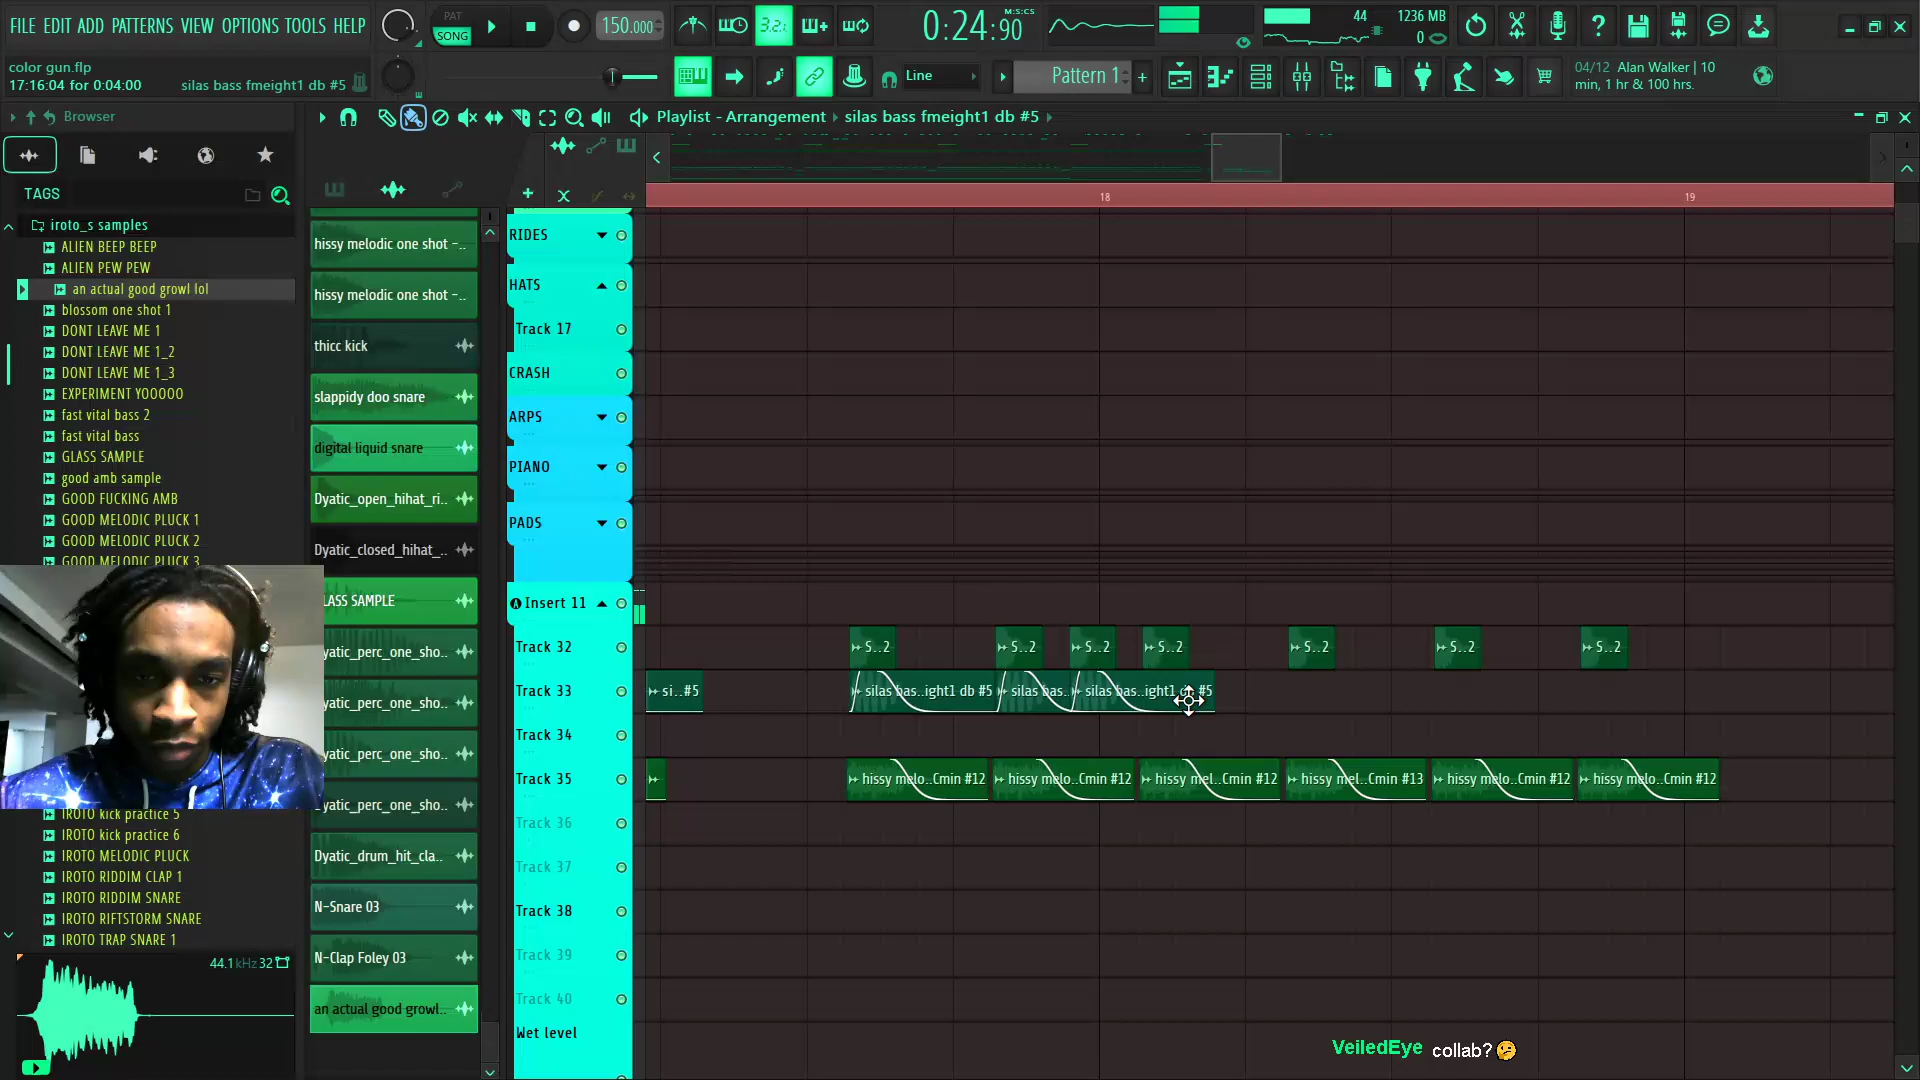 FILE EDIT ADD PATTERNS VIEW OPTIONS TOOLS HELP
PAT
SONG
150.000
3.2.1
0:24:90
M:S:CS
44
1236 MB
0
color gun.flp
17:16:04 for 0:04:00
silas bass fmeight1 db #5
Line
Pattern 1
04/12 Alan Walker | 10
min, 1 hr & 100 hrs.
Browser
Playlist - Arrangement
silas bass fmeight1 db #5
TAGS
iroto_s samples
ALIEN BEEP BEEP
ALIEN PEW PEW
an actual good growl lol
blossom one shot 1
DONT LEAVE ME 1
DONT LEAVE ME 1_2
DONT LEAVE ME 1_3
EXPERIMENT YOOOOO
fast vital bass 2
fast vital bass
GLASS SAMPLE
good amb sample
GOOD FUCKING AMB
GOOD MELODIC PLUCK 1
GOOD MELODIC PLUCK 2
GOOD MELODIC PLUCK 3
IROTO kick practice 5
IROTO kick practice 6
IROTO MELODIC PLUCK
IROTO RIDDIM CLAP 1
IROTO RIDDIM SNARE
IROTO RIFTSTORM SNARE
IROTO TRAP SNARE 1
44.1kHz 32
hissy melodic one shot -..
hissy melodic one shot -..
thicc kick
slappidy doo snare
digital liquid snare
Dyatic_open_hihat_ri..
Dyatic_closed_hihat_..
LASS SAMPLE
yatic_perc_one_sho..
yatic_perc_one_sho..
yatic_perc_one_sho..
yatic_perc_one_sho..
Dyatic_drum_hit_cla..
N-Snare 03
N-Clap Foley 03
an actual good growl..
18
19
RIDES
HATS
Track 17
CRASH
ARPS
PIANO
PADS
Insert 11
Track 32
S..2
S..2
S..2
S..2
S..2
S..2
S..2
Track 33
si..#5
silas bas..ight1 db #5
silas bas..
silas bas..ight1 db #5
Track 34
Track 35
hissy melo..Cmin #12
hissy melo..Cmin #12
hissy mel..Cmin #12
hissy mel..Cmin #13
hissy melo..Cmin #12
hissy melo..Cmin #12
Track 36
Track 37
Track 38
Track 39
Track 40
Wet level
VeiledEye collab?🤔